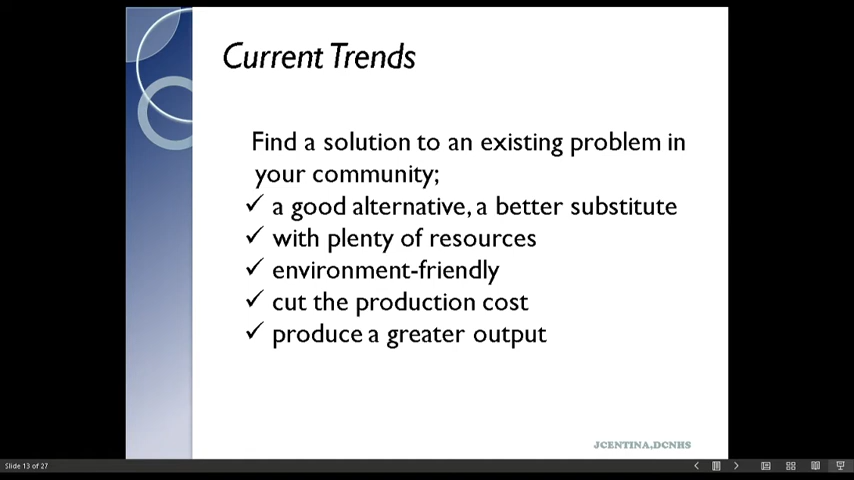 Current Trends
Find a solution to an existing problem in
your community;
✓ a good alternative, a better substitute
✓ with plenty of resources
✓ environment-friendly
✓ cut the production cost
✓ produce a greater output
JCENTINA,DCNHS
Slide 13 of 27